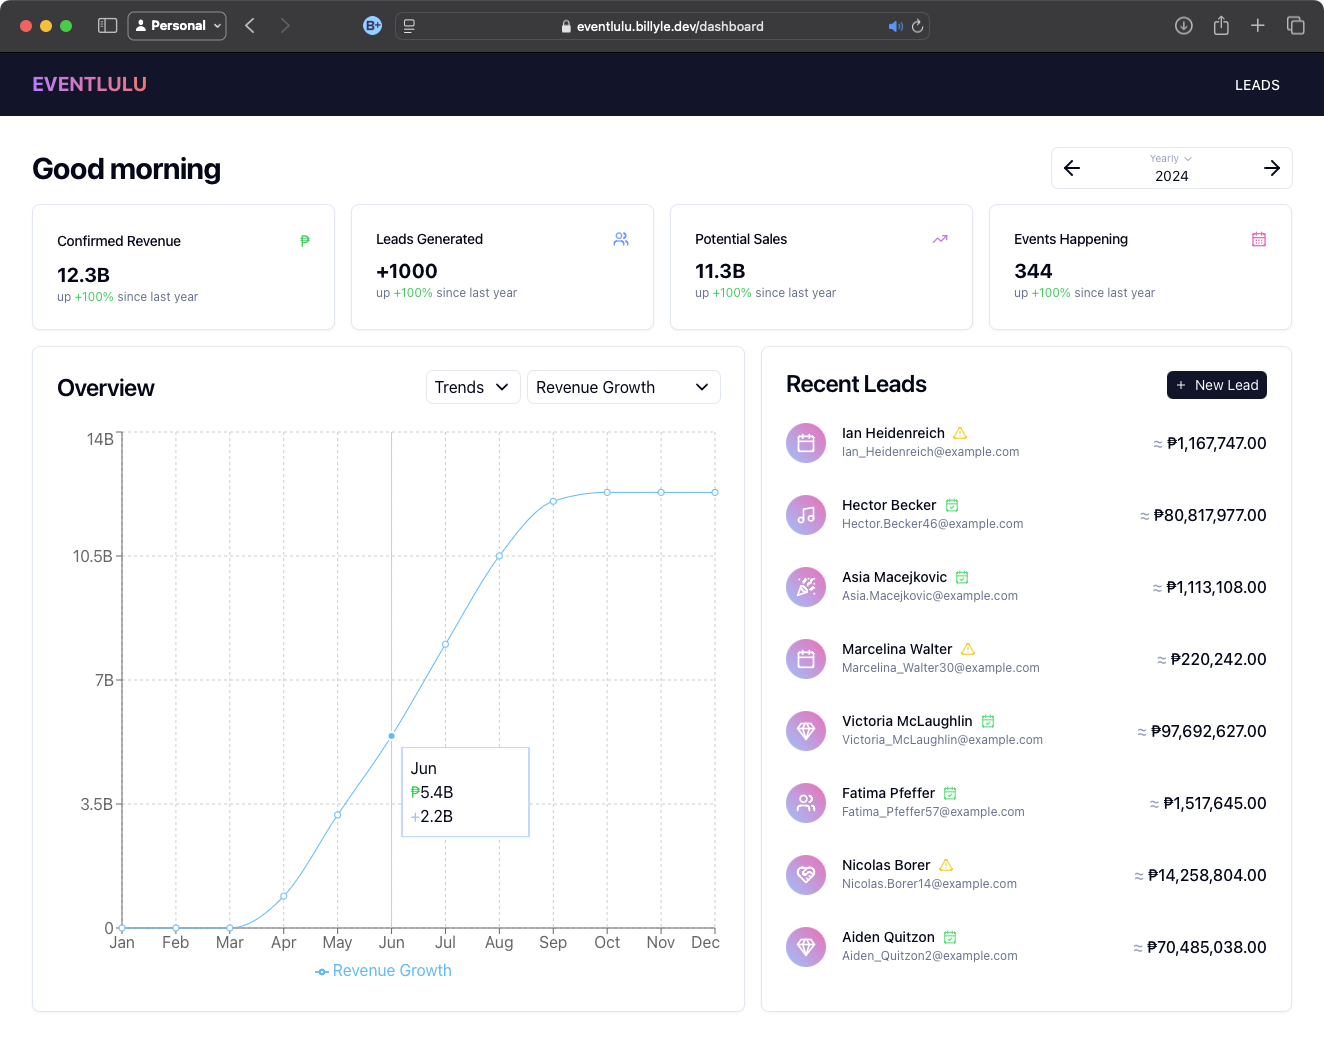 Personal
B+
eventlulu.billyle.dev/dashboard
EVENTLULU
LEADS
Good morning
Yearly
2024
Confirmed Revenue
₱
12.3B
up +100% since last year
Leads Generated
+1000
up +100% since last year
Potential Sales
11.3B
up +100% since last year
Events Happening
344
up +100% since last year
Overview
Trends
Revenue Growth
14B
10.5B
7B
3.5B
0
Jan Feb Mar Apr May Jun Jul Aug Sep Oct Nov Dec
Jun
₱5.4B
+2.2B
Revenue Growth
Recent Leads
+ New Lead
Ian Heidenreich
Ian_Heidenreich@example.com
≈ ₱1,167,747.00
Hector Becker
Hector.Becker46@example.com
≈ ₱80,817,977.00
Asia Macejkovic
Asia.Macejkovic@example.com
≈ ₱1,113,108.00
Marcelina Walter
Marcelina_Walter30@example.com
≈ ₱220,242.00
Victoria McLaughlin
Victoria_McLaughlin@example.com
≈ ₱97,692,627.00
Fatima Pfeffer
Fatima_Pfeffer57@example.com
≈ ₱1,517,645.00
Nicolas Borer
Nicolas.Borer14@example.com
≈ ₱14,258,804.00
Aiden Quitzon
Aiden_Quitzon2@example.com
≈ ₱70,485,038.00